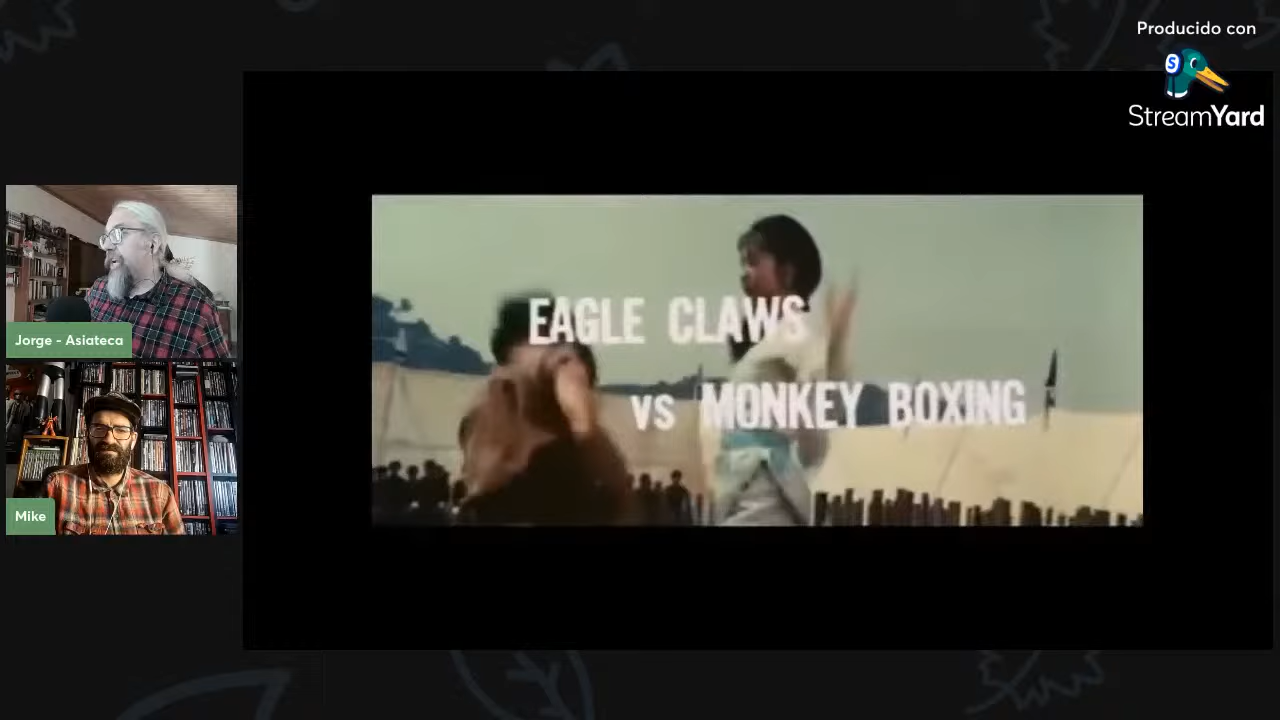 Producido con
S
StreamYard
EAGLE CLAWS
vs MONKEY BOXING
Jorge - Asiateca
Mike